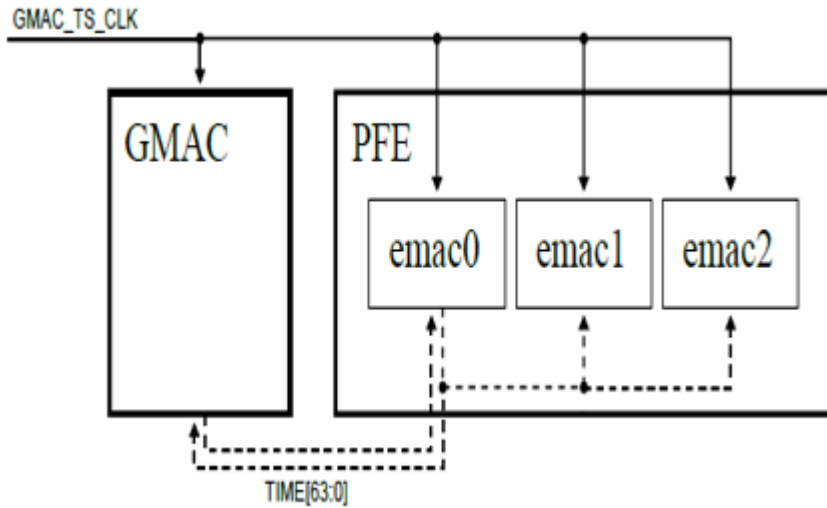 GMAC_TS_CLK
GMAC
PFE
emac0
emac1
emac2
TIME[63:0]